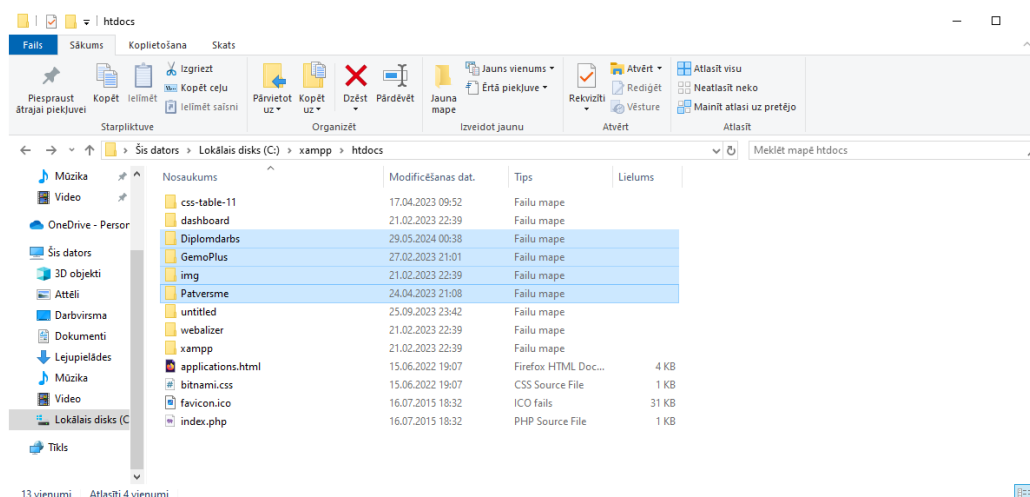 htdocs
Fails Sākums Koplietošana Skats
Piespraust ātrajai piekļuvei
Kopēt
Ielīmēt
Izgriezt
Kopēt ceļu
Ielīmēt saīsni
Starpliktuve
Pārvietot uz
Kopēt uz
Dzēst
Pārdēvēt
Organizēt
Jauna mape
Jauns vienums
Ērtā piekļuve
Izveidot jaunu
Rekvizīti
Atvērt
Rediģēt
Vēsture
Atvērt
Atlasīt visu
Neatlasīt neko
Mainīt atlasi uz pretējo
Atlasīt
Šis dators > Lokālais disks (C:) > xampp > htdocs
Meklēt mapē htdocs
Mūzika
Video
OneDrive - Person
Šis dators
3D objekti
Attēli
Darbvirsma
Dokumenti
Lejupielādes
Mūzika
Video
Lokālais disks (C
Tīkls
Nosaukums Modificēšanas dat. Tips Lielums
css-table-11 17.04.2023 09:52 Failu mape
dashboard 21.02.2023 22:39 Failu mape
Diplomdarbs 29.05.2024 00:38 Failu mape
GemoPlus 27.02.2023 21:01 Failu mape
img 21.02.2023 22:39 Failu mape
Patversme 24.04.2023 21:08 Failu mape
untitled 25.09.2023 23:42 Failu mape
webalizer 21.02.2023 22:39 Failu mape
xampp 21.02.2023 22:39 Failu mape
applications.html 15.06.2022 19:07 Firefox HTML Doc... 4 KB
bitnami.css 15.06.2022 19:07 CSS Source File 1 KB
favicon.ico 16.07.2015 18:32 ICO fails 31 KB
index.php 16.07.2015 18:32 PHP Source File 1 KB
13 vienumi Atlasīti 4 vienumi